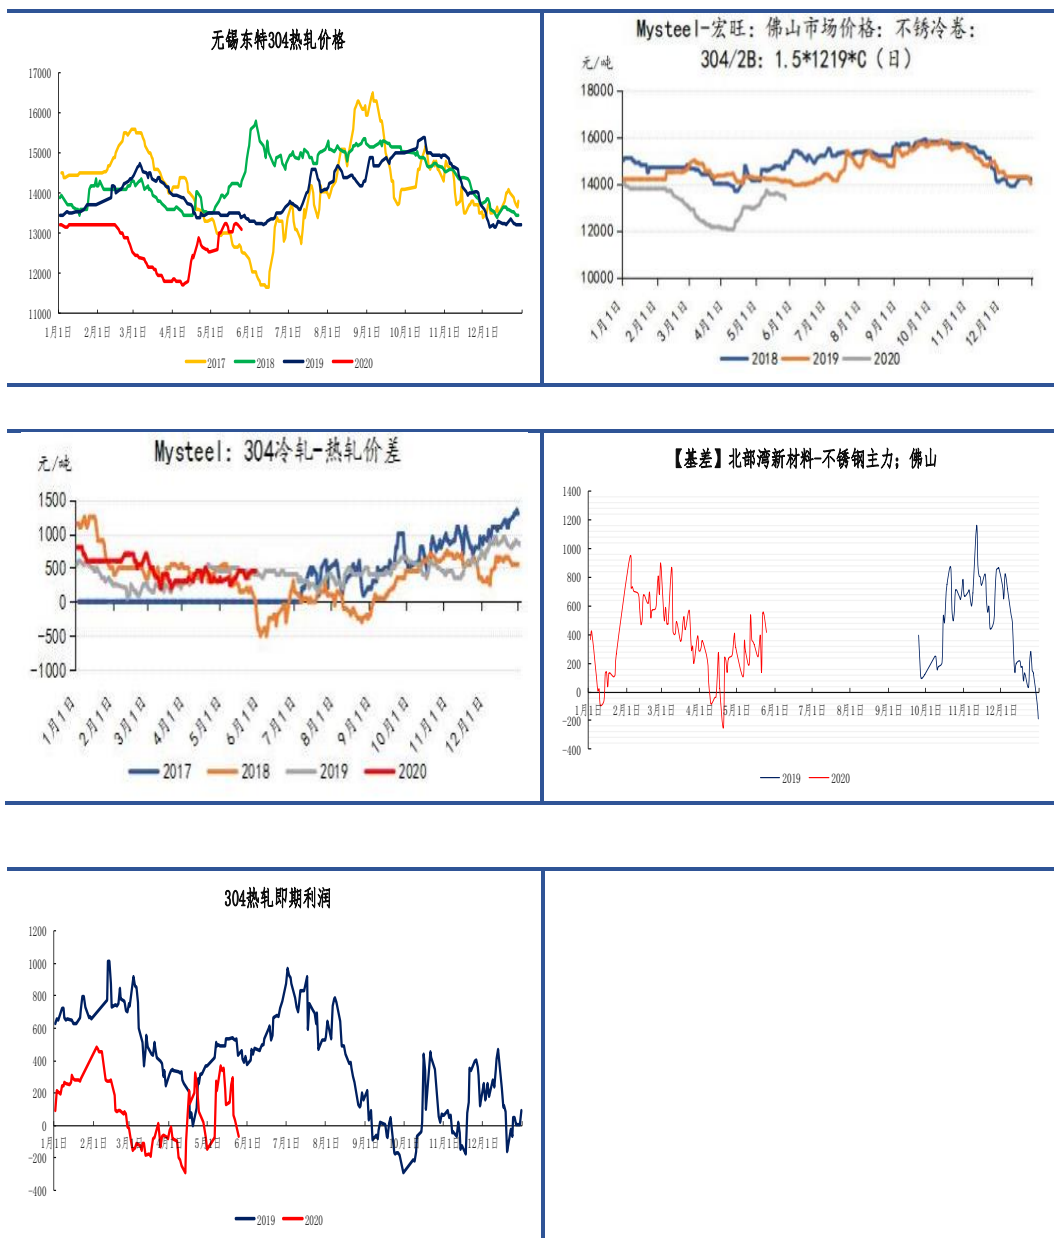 无锡东特304热轧价格
17000
16000
15000
14000
13000
12000
11000
1月1日 2月1日 3月1日 4月1日 5月1日 6月1日 7月1日 8月1日 9月1日 10月1日 11月1日 12月1日
2017 2018 2019 2020
Mysteel-宏旺：佛山市场价格：不锈冷卷：
304/2B：1.5*1219*C（日）
元/吨
18000
16000
14000
12000
10000
1月1日 2月1日 3月1日 4月1日 5月1日 6月1日 7月1日 8月1日 9月1日 10月1日 11月1日 12月1日
2018 2019 2020
Mysteel：304冷轧-热轧价差
元/吨
1500
1000
500
0
-500
-1000
1月1日 2月1日 3月1日 4月1日 5月1日 6月1日 7月1日 8月1日 9月1日 10月1日 11月1日 12月1日
2017 2018 2019 2020
【基差】北部湾新材料-不锈钢主力；佛山
1400
1200
1000
800
600
400
200
0
-200
-400
1月1日 2月1日 3月1日 4月1日 5月1日 6月1日 7月1日 8月1日 9月1日 10月1日 11月1日 12月1日
2019 2020
304热轧即期利润
1200
1000
800
600
400
200
0
-200
-400
1月1日 2月1日 3月1日 4月1日 5月1日 6月1日 7月1日 8月1日 9月1日 10月1日 11月1日 12月1日
2019 2020